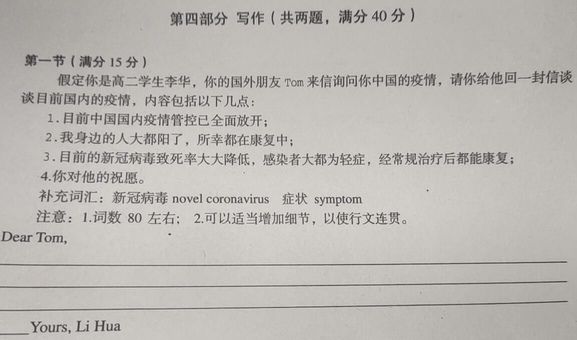 第四部分 写作（共两题，满分 40 分）
第一节（满分 15 分）
假定你是高二学生李华，你的国外朋友 Tom 来信询问你中国的疫情，请你给他回一封信谈
谈目前国内的疫情，内容包括以下几点：
1.目前中国国内疫情管控已全面放开；
2.我身边的人大都阳了，所幸都在康复中；
3.目前的新冠病毒致死率大大降低，感染者大都为轻症，经常规治疗后都能康复；
4.你对他的祝愿。
补充词汇：新冠病毒 novel coronavirus 症状 symptom
注意：1.词数 80 左右； 2.可以适当增加细节，以使行文连贯。
Dear Tom,
Yours, Li Hua